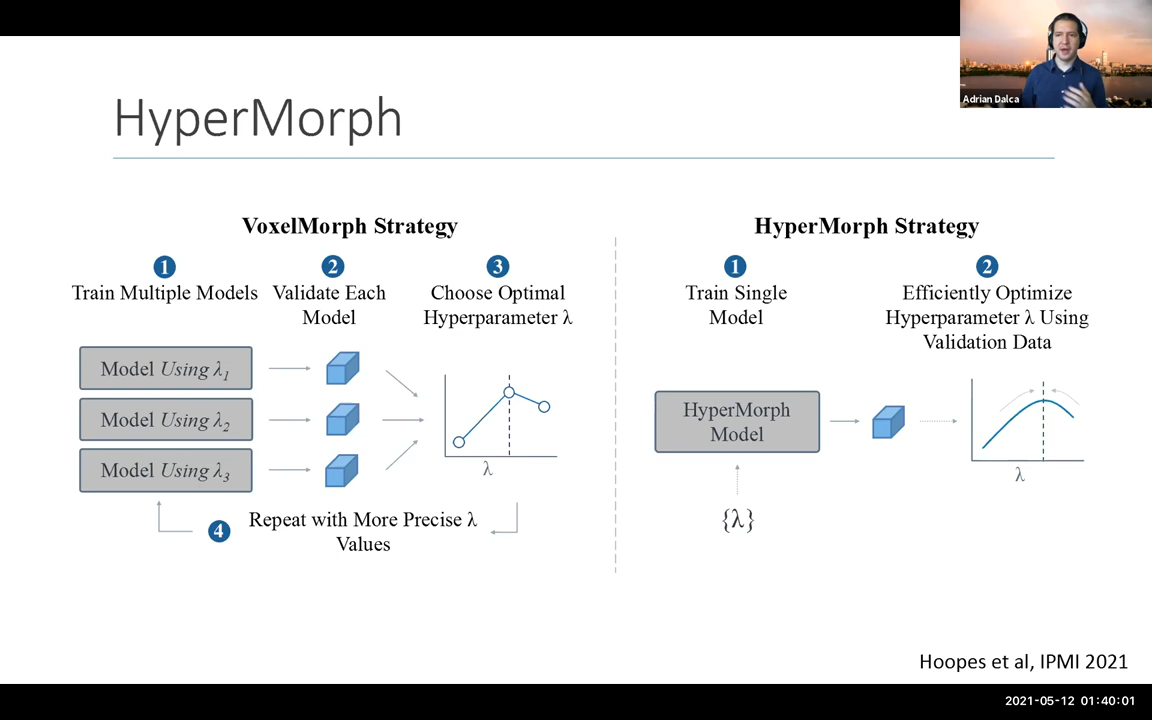 Adrian Dalca
HyperMorph
VoxelMorph Strategy
1
Train Multiple Models
2
Validate Each
Model
3
Choose Optimal
Hyperparameter λ
Model Using λ1
Model Using λ2
Model Using λ3
λ
4
Repeat with More Precise λ
Values
HyperMorph Strategy
1
Train Single
Model
2
Efficiently Optimize
Hyperparameter λ Using
Validation Data
HyperMorph
Model
{λ}
λ
Hoopes et al, IPMI 2021
2021-05-12 01:40:01